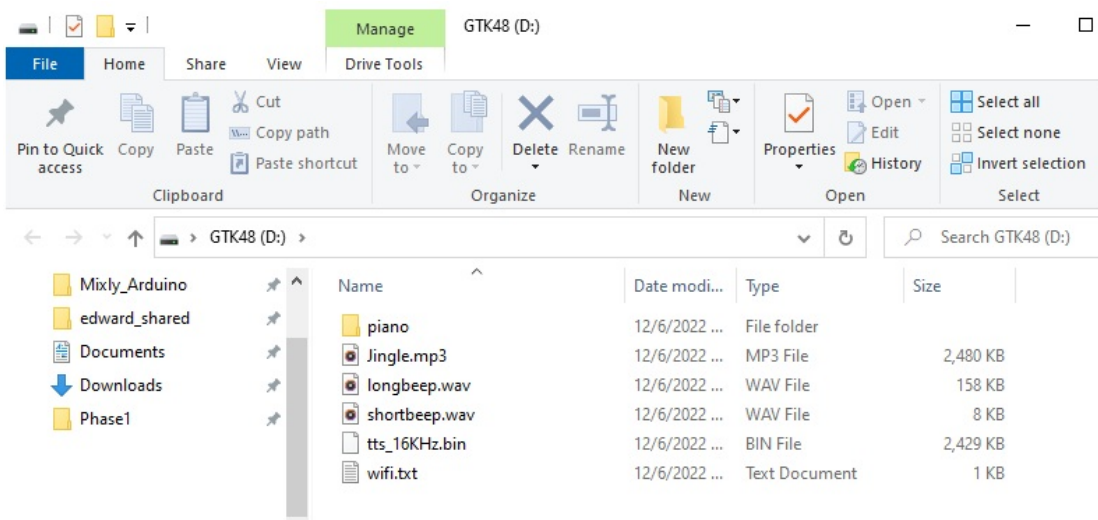 Manage GTK48 (D:)
File Home Share View Drive Tools
Pin to Quick access
Copy
Paste
Cut
Copy path
Paste shortcut
Clipboard
Move to
Copy to
Delete
Rename
Organize
New folder
New
Properties
Open
Edit
History
Open
Select all
Select none
Invert selection
Select
GTK48 (D:)
Search GTK48 (D:)
Mixly_Arduino
edward_shared
Documents
Downloads
Phase1
Name Date modi... Type Size
piano 12/6/2022 ... File folder
Jingle.mp3 12/6/2022 ... MP3 File 2,480 KB
longbeep.wav 12/6/2022 ... WAV File 158 KB
shortbeep.wav 12/6/2022 ... WAV File 8 KB
tts_16KHz.bin 12/6/2022 ... BIN File 2,429 KB
wifi.txt 12/6/2022 ... Text Document 1 KB